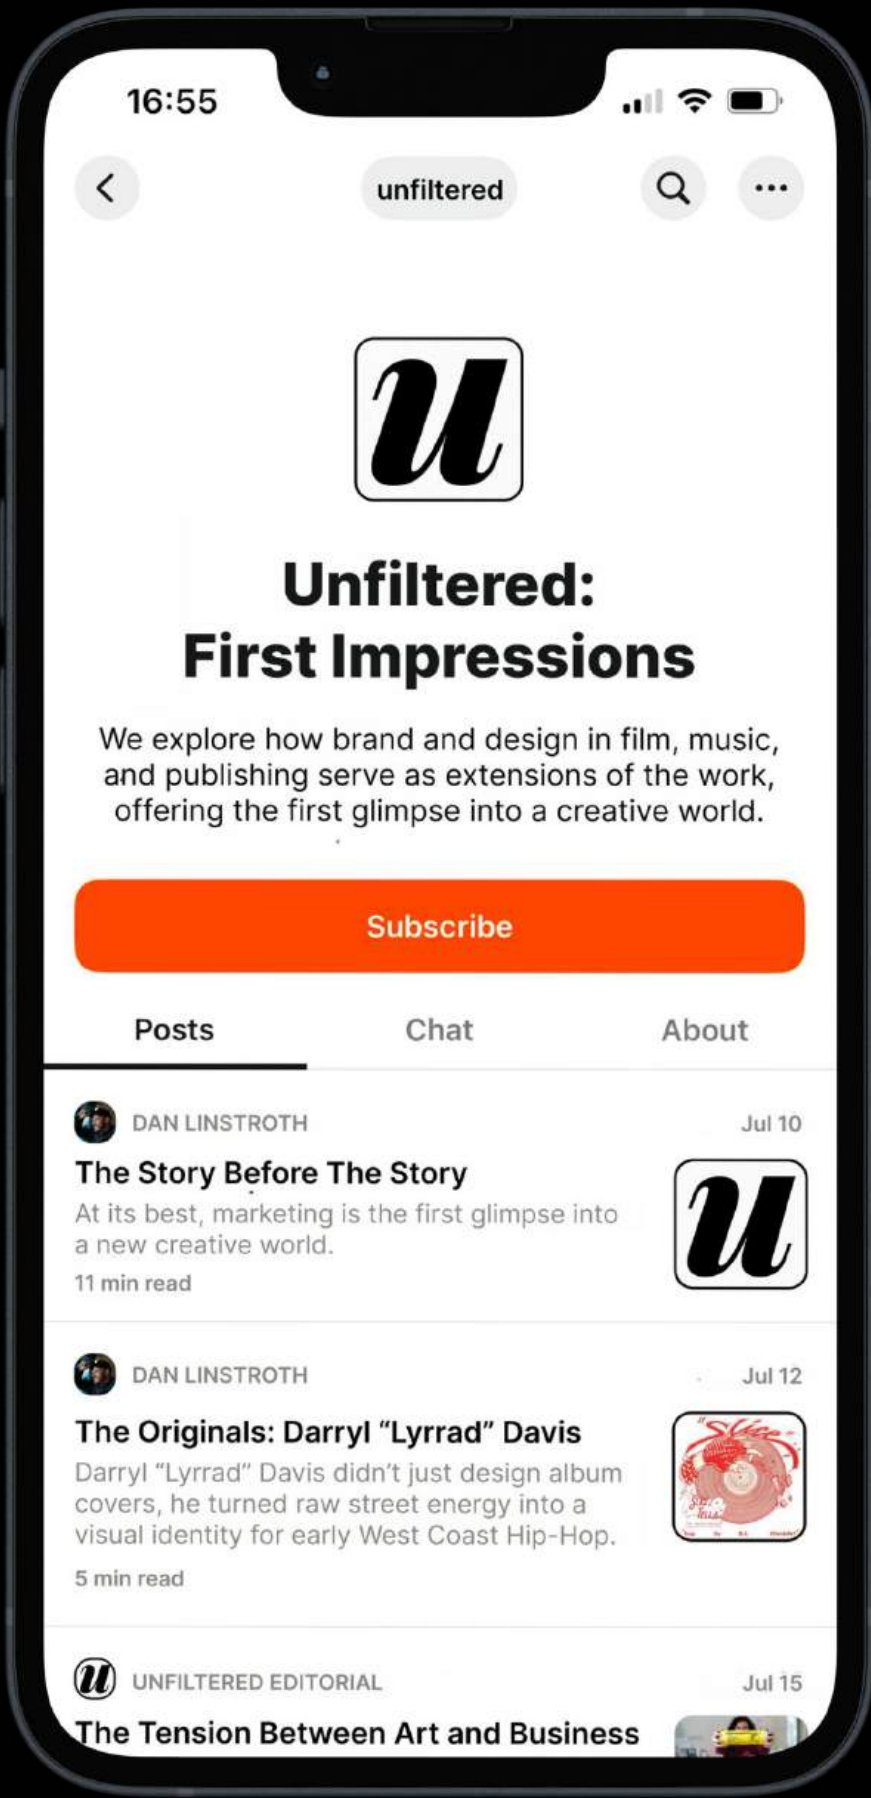 16:55
unfiltered
u
Unfiltered:
First Impressions
We explore how brand and design in film, music,
and publishing serve as extensions of the work,
offering the first glimpse into a creative world.
Subscribe
Posts
Chat
About
DAN LINSTROTH
Jul 10
The Story Before The Story
At its best, marketing is the first glimpse into
a new creative world.
11 min read
u
DAN LINSTROTH
Jul 12
The Originals: Darryl “Lyrrad” Davis
Darryl “Lyrrad” Davis didn’t just design album
covers, he turned raw street energy into a
visual identity for early West Coast Hip-Hop.
5 min read
"Slice"
u
UNFILTERED EDITORIAL
Jul 15
The Tension Between Art and Business